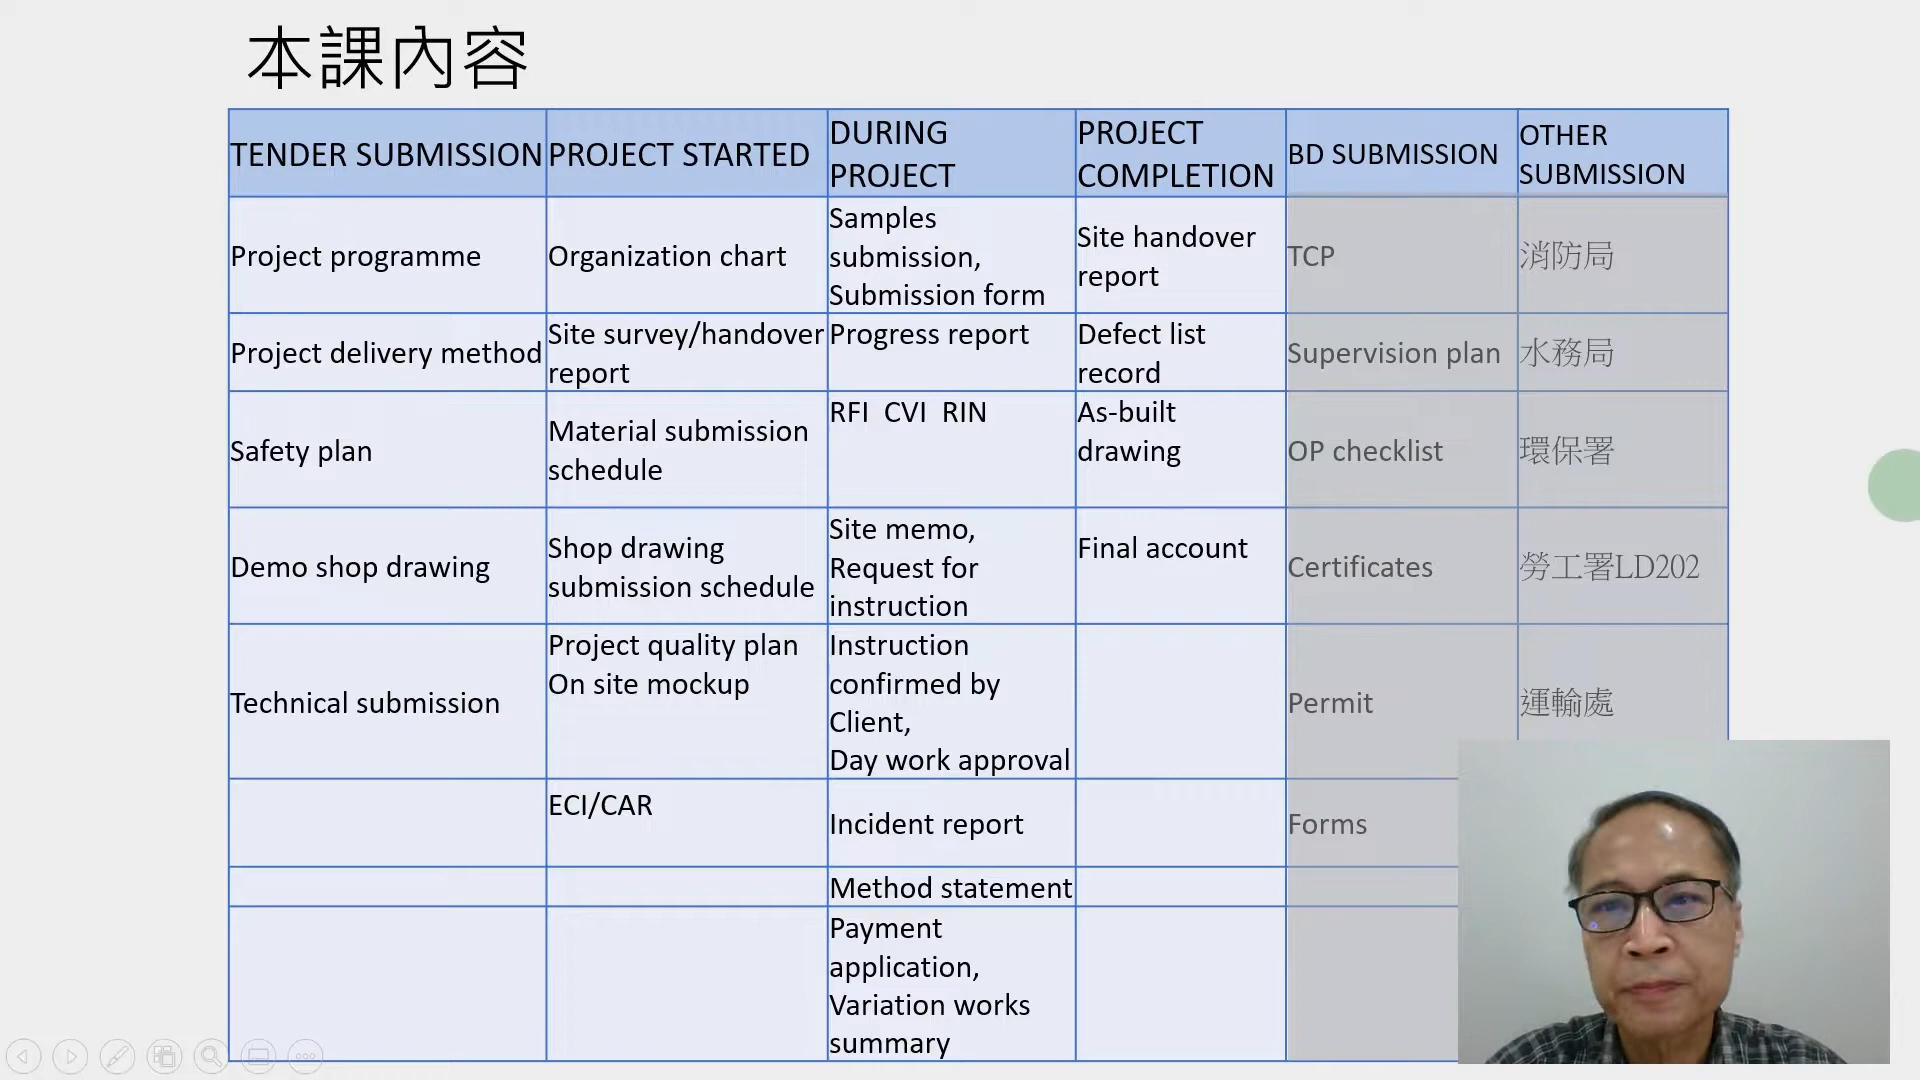 本課內容
TENDER SUBMISSION
PROJECT STARTED
DURING
PROJECT
PROJECT
COMPLETION
BD SUBMISSION
OTHER
SUBMISSION
Project programme
Organization chart
Samples
submission,
Submission form
Site handover
report
TCP
消防局
Project delivery method
Site survey/handover
report
Progress report
Defect list
record
Supervision plan
水務局
Safety plan
Material submission
schedule
RFI CVI RIN
As-built
drawing
OP checklist
環保署
Demo shop drawing
Shop drawing
submission schedule
Site memo,
Request for
instruction
Final account
Certificates
勞工署LD202
Technical submission
Project quality plan
On site mockup
Instruction
confirmed by
Client,
Day work approval
Permit
運輸處
ECI/CAR
Incident report
Forms
Method statement
Payment
application,
Variation works
summary